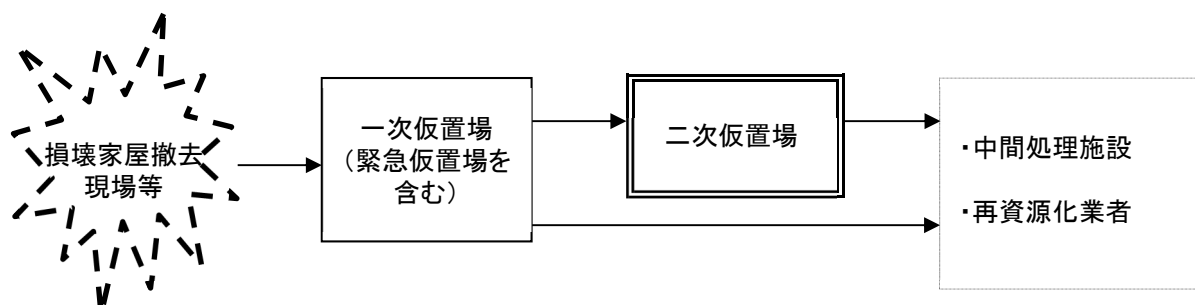 損壊家屋撤去
現場等
一次仮置場
（緊急仮置場を
含む）
二次仮置場
・中間処理施設
・再資源化業者